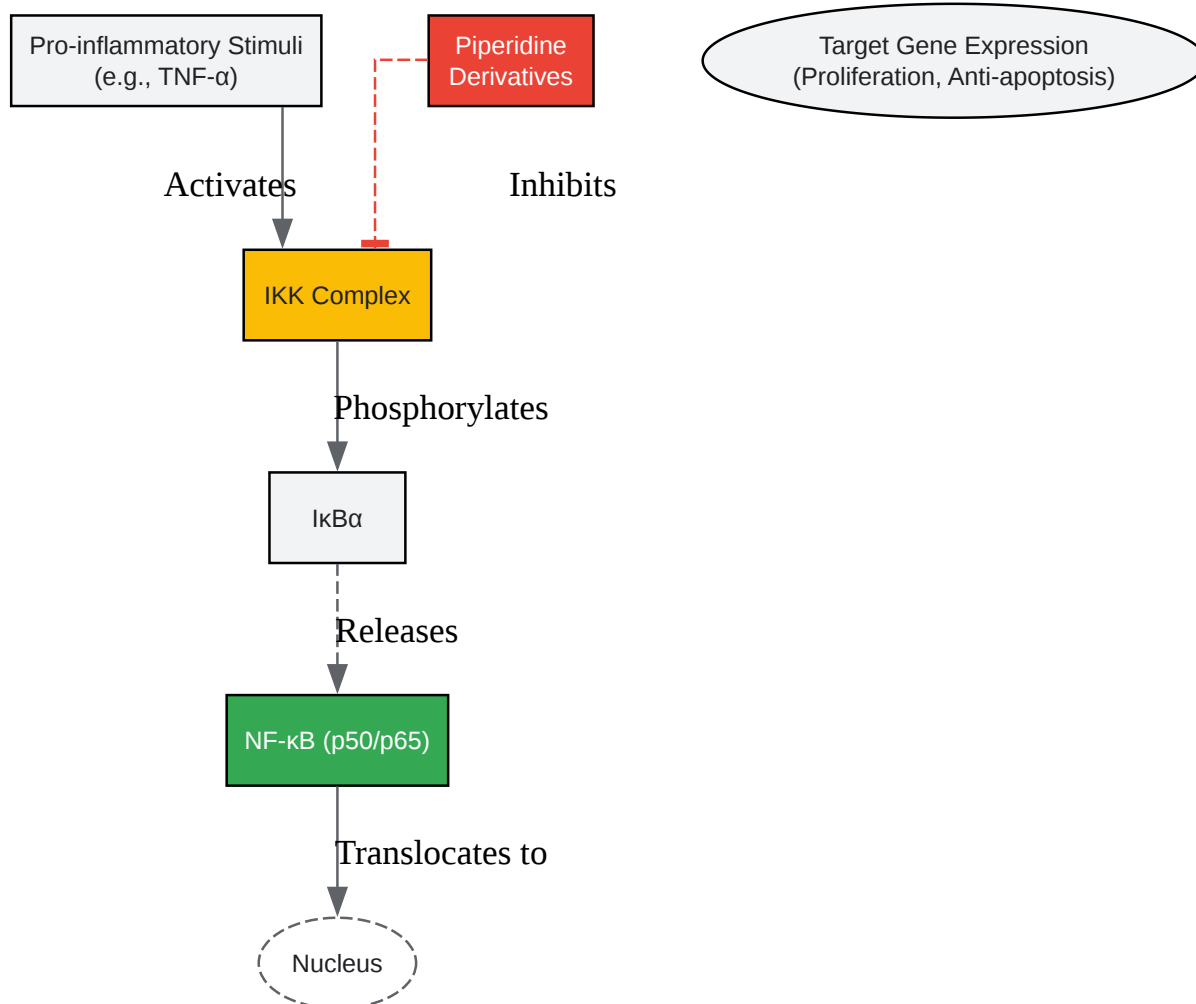 Pro-inflammatory Stimuli
(e.g., TNF-α)
Piperidine
Derivatives
Target Gene Expression
(Proliferation, Anti-apoptosis)
Activates
Inhibits
IKK Complex
Phosphorylates
IκBα
Releases
NF-κB (p50/p65)
Translocates to
Nucleus